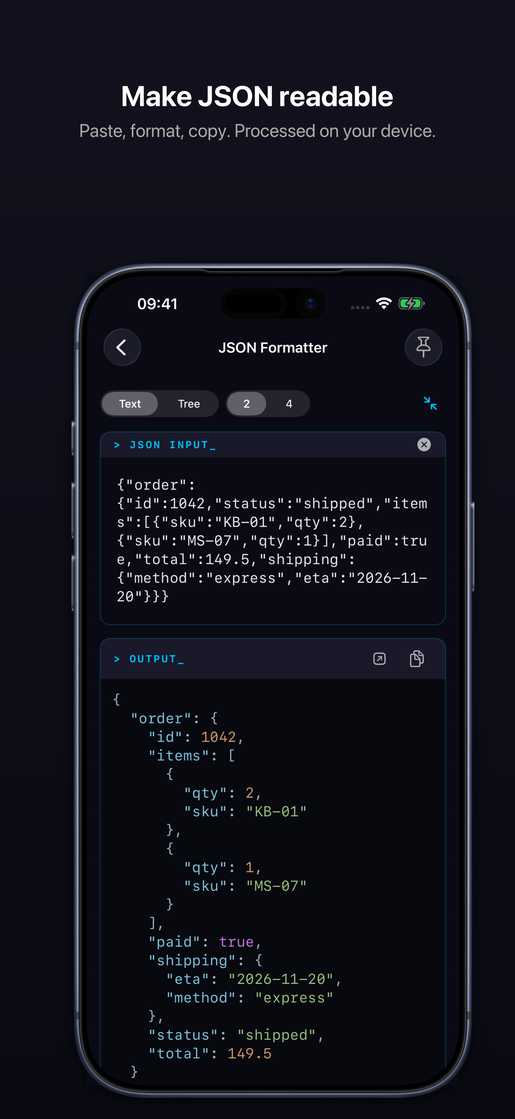 Make JSON readable
Paste, format, copy. Processed on your device.
09:41
JSON Formatter
Text Tree 2 4
> JSON INPUT_
{"order":
{"id":1042,"status":"shipped","item
s":[{"sku":"KB-01","qty":2},
{"sku":"MS-07","qty":1}],"paid":tru
e,"total":149.5,"shipping":
{"method":"express","eta":"2026-11-
20"}}}
> OUTPUT_
{
  "order": {
    "id": 1042,
    "items": [
      {
        "qty": 2,
        "sku": "KB-01"
      },
      {
        "qty": 1,
        "sku": "MS-07"
      }
    ],
    "paid": true,
    "shipping": {
      "eta": "2026-11-20",
      "method": "express"
    },
    "status": "shipped",
    "total": 149.5
  }